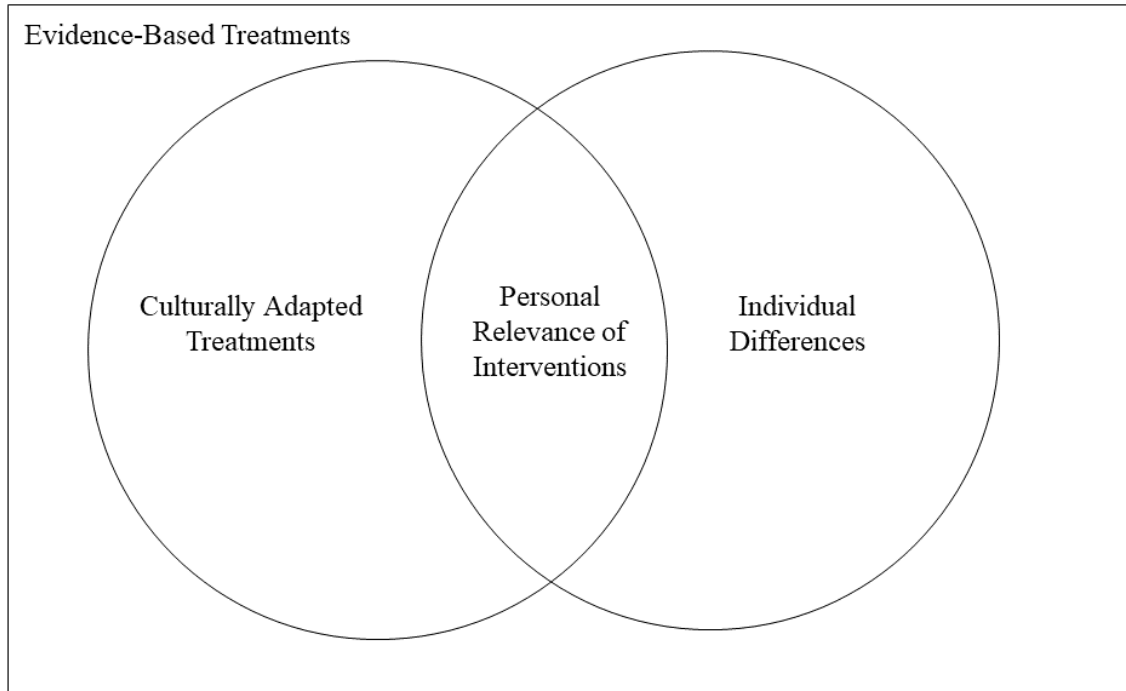 Evidence-Based Treatments
Culturally Adapted
Treatments
Personal
Relevance of
Interventions
Individual
Differences